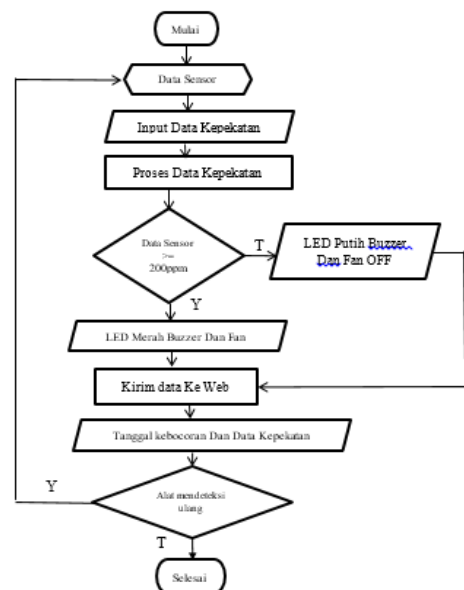 Mulai
Data Sensor
Input Data Kepekatan
Proses Data Kepekatan
Data Sensor
>=
200ppm
T
LED Putih Buzzer
Dan Fan OFF
Y
LED Merah Buzzer Dan Fan
Kirim data Ke Web
Tanggal kebocoran Dan Data Kepekatan
Y
Alat mendeteksi
ulang
T
Selesai